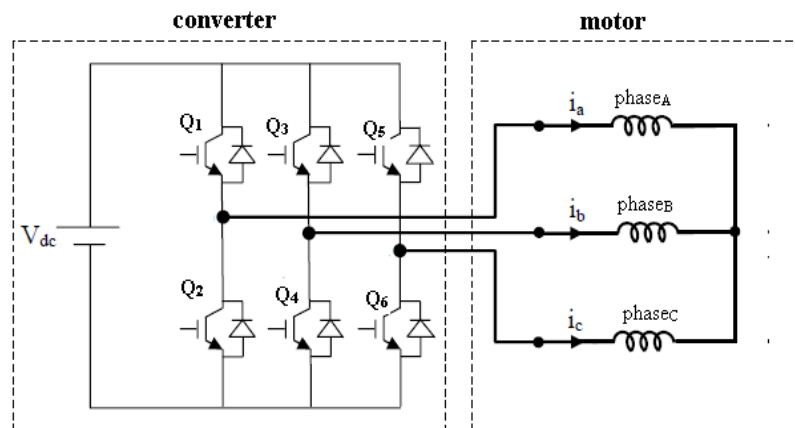 converter
motor
Q1
Q3
Q5
ia
phaseA
ib
phaseB
Vdc
Q2
Q4
Q6
ic
phaseC